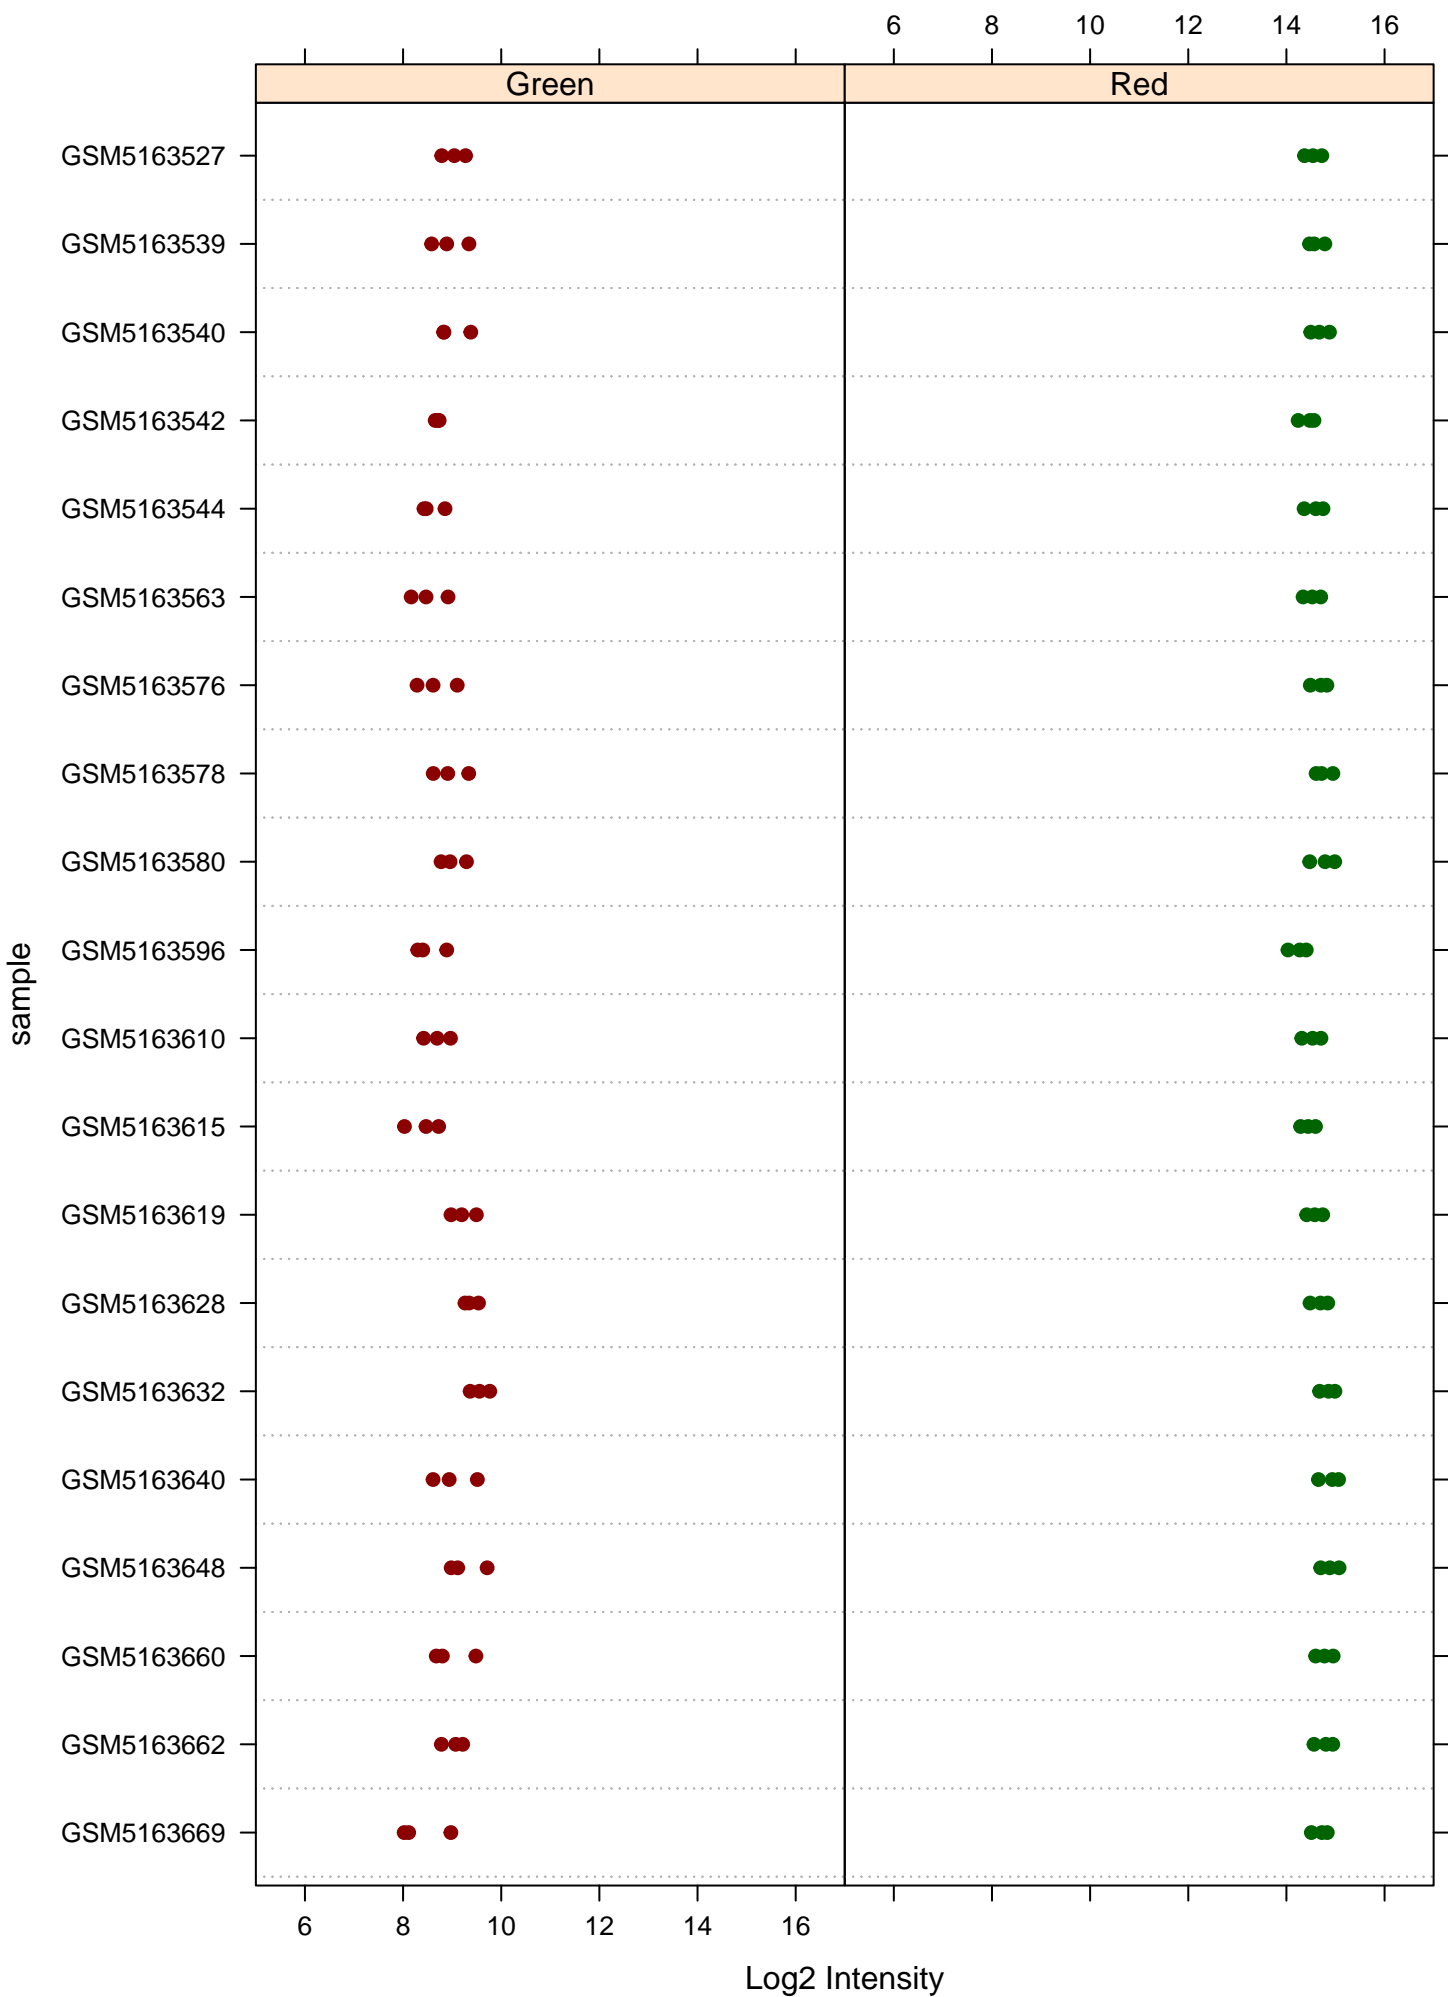 6 8 10 12 14 16
Green Red
GSM5163527
GSM5163539
GSM5163540
GSM5163542
GSM5163544
GSM5163563
GSM5163576
GSM5163578
GSM5163580
GSM5163596
GSM5163610
GSM5163615
GSM5163619
GSM5163628
GSM5163632
GSM5163640
GSM5163648
GSM5163660
GSM5163662
GSM5163669
sample
6 8 10 12 14 16
Log2 Intensity